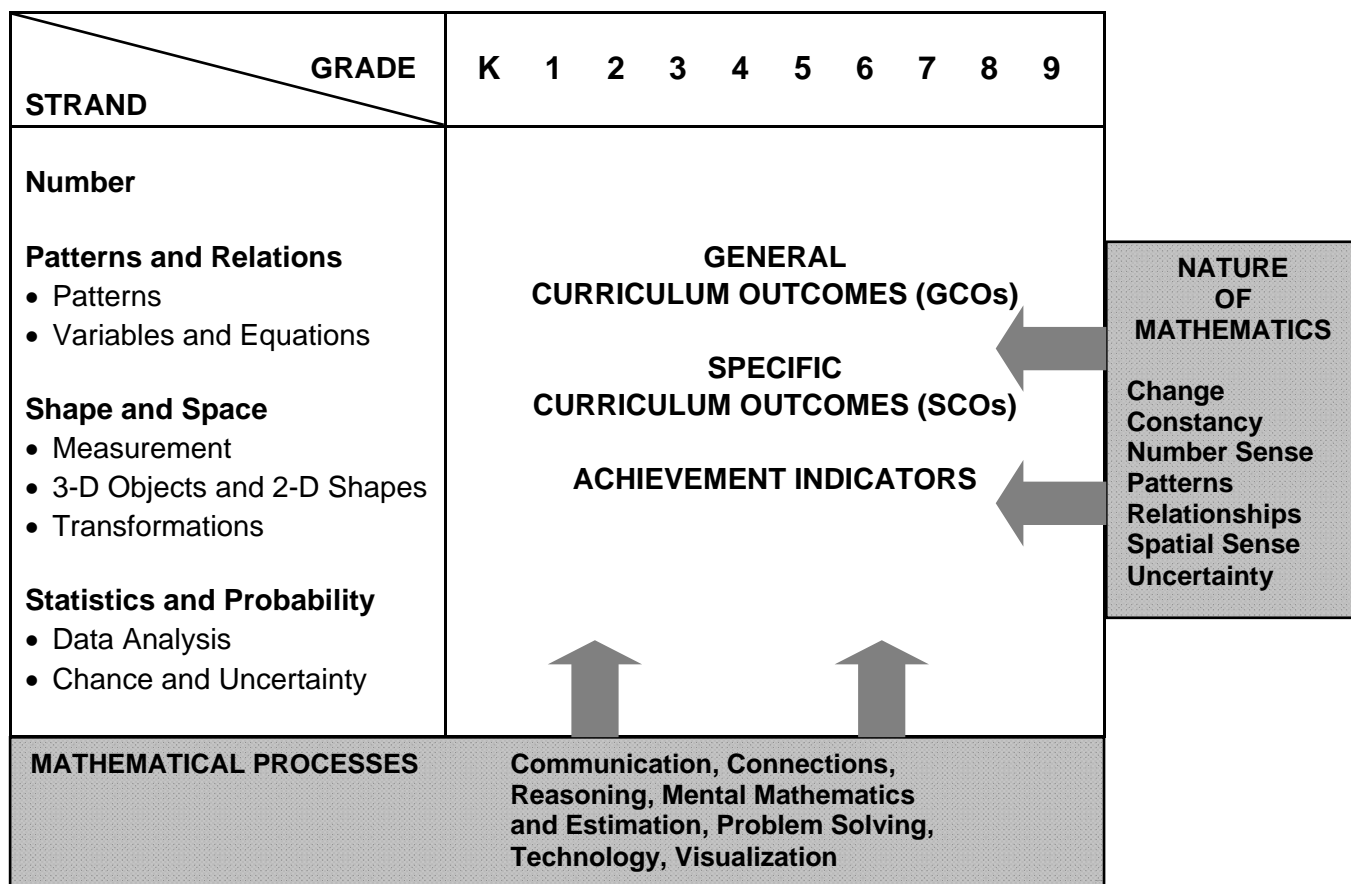 GRADE
STRAND
K 1 2 3 4 5 6 7 8 9
Number
Patterns and Relations
• Patterns
• Variables and Equations
Shape and Space
• Measurement
• 3-D Objects and 2-D Shapes
• Transformations
Statistics and Probability
• Data Analysis
• Chance and Uncertainty
GENERAL
CURRICULUM OUTCOMES (GCOs)
SPECIFIC
CURRICULUM OUTCOMES (SCOs)
ACHIEVEMENT INDICATORS
NATURE
OF
MATHEMATICS
Change
Constancy
Number Sense
Patterns
Relationships
Spatial Sense
Uncertainty
MATHEMATICAL PROCESSES
Communication, Connections,
Reasoning, Mental Mathematics
and Estimation, Problem Solving,
Technology, Visualization